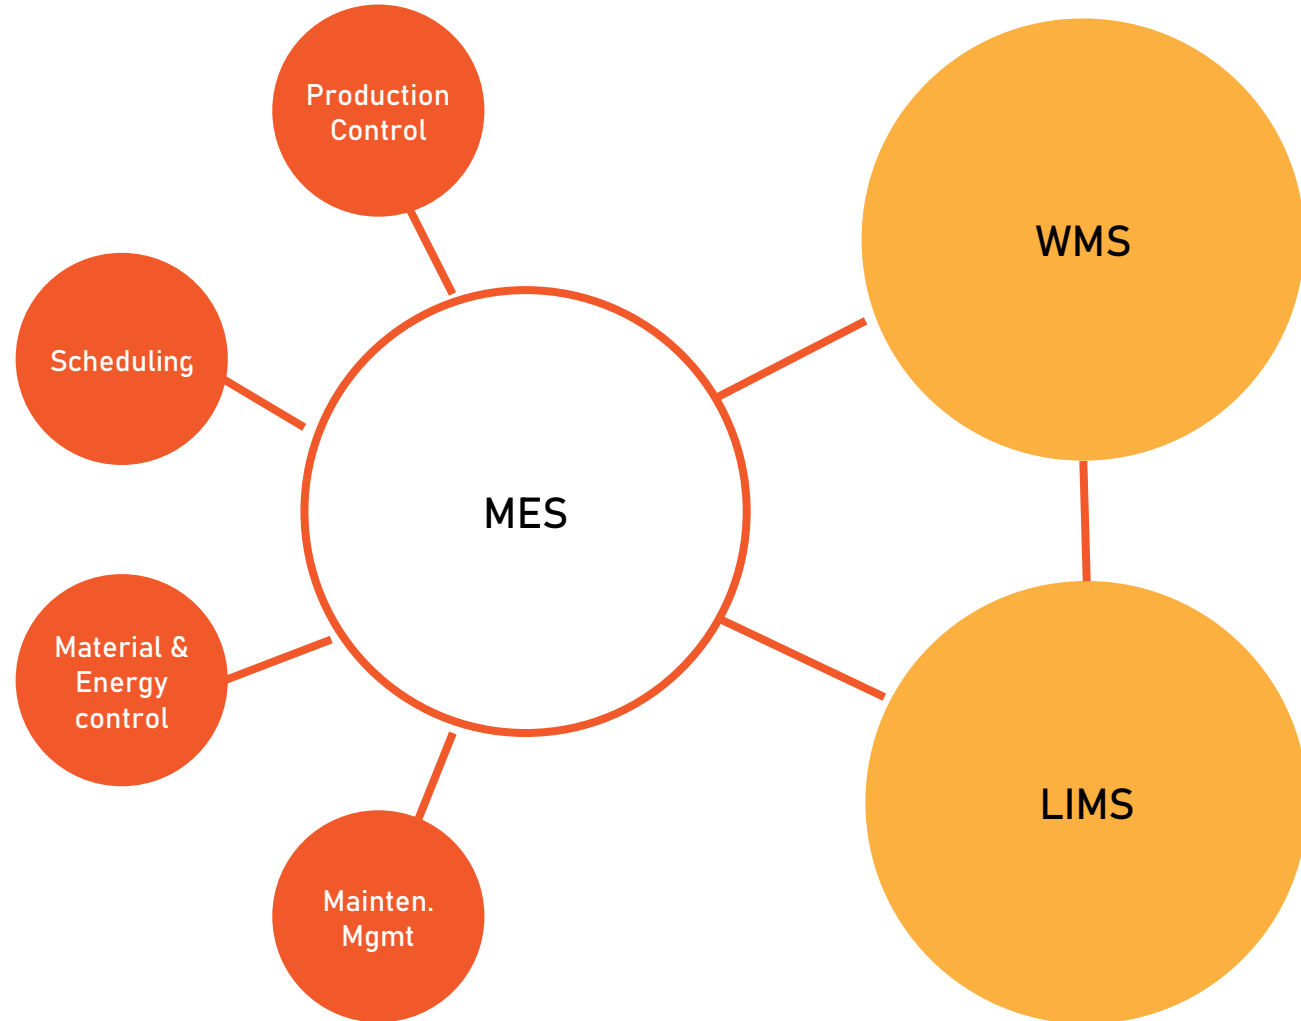 Production
Control
WMS
Scheduling
MES
Material &
Energy
control
LIMS
Mainten.
Mgmt